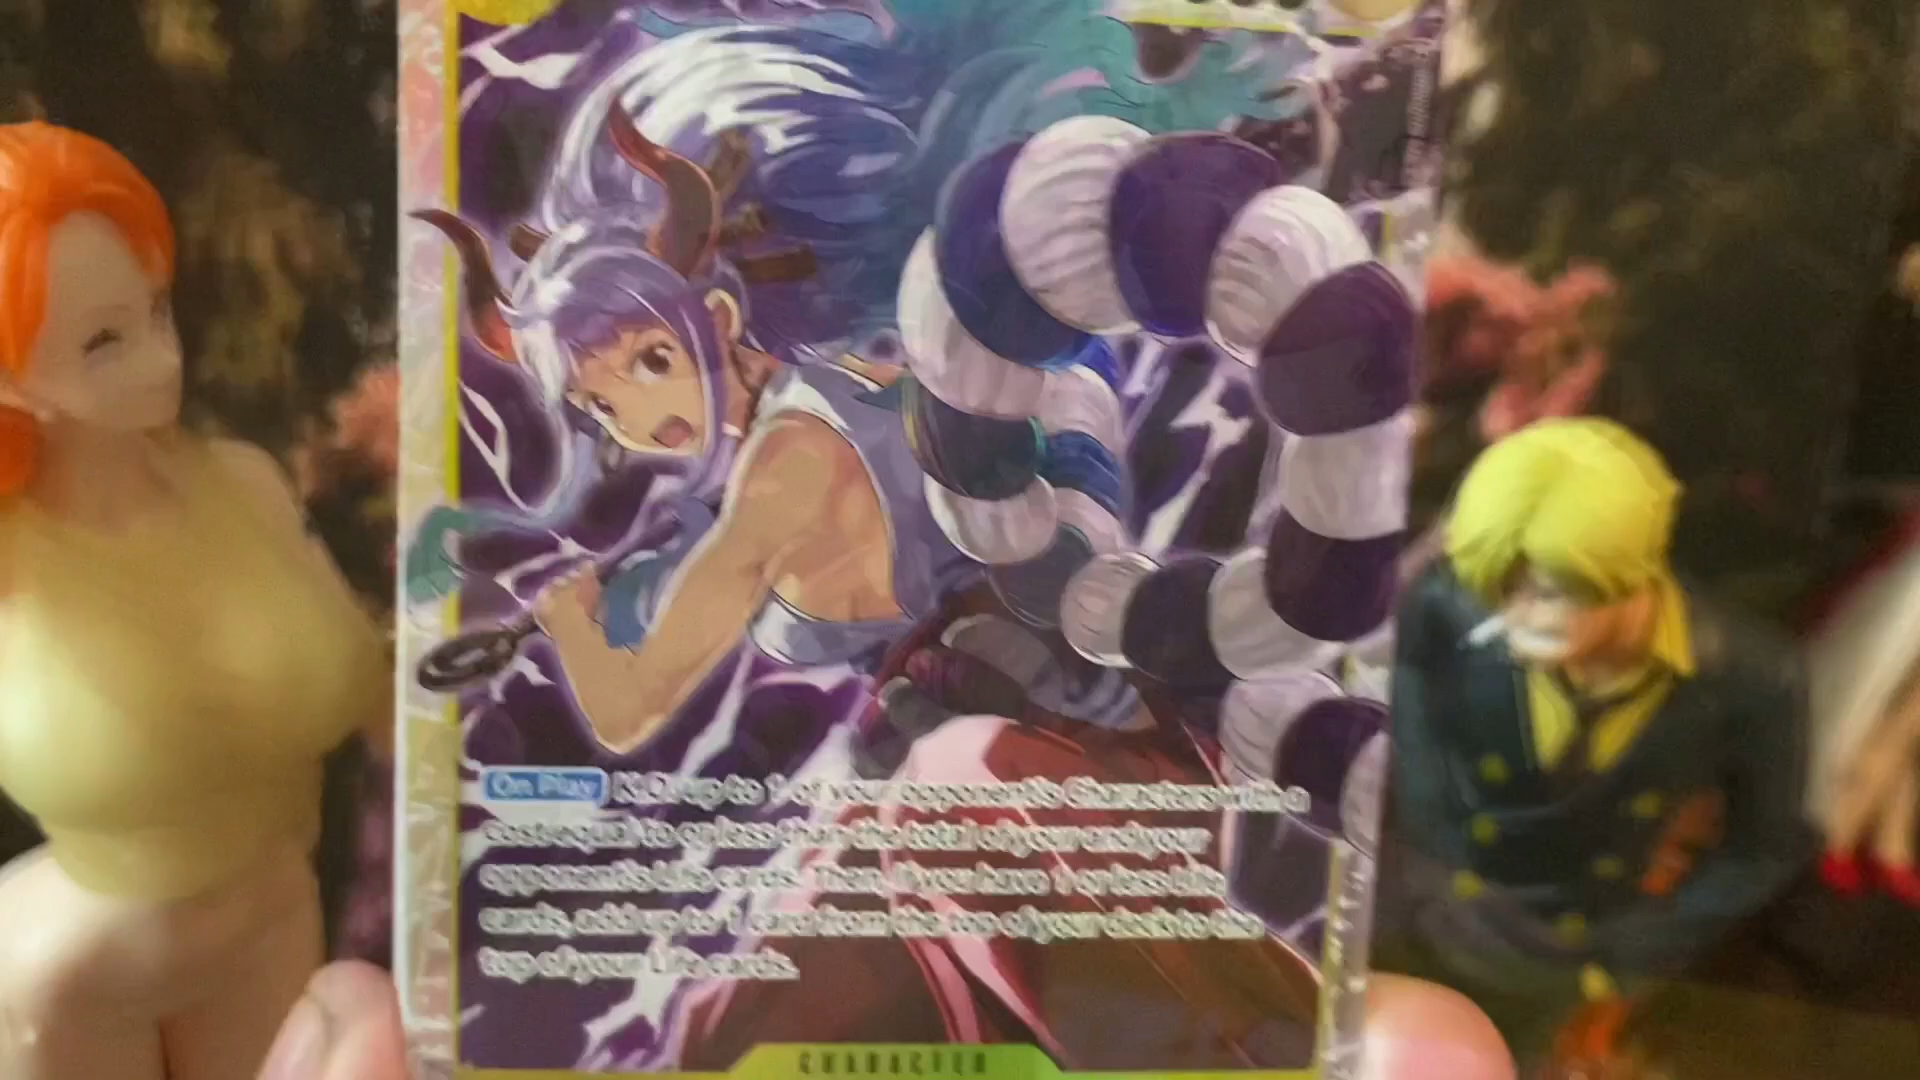 On Play K.O. up to 1 of your opponent's Characters with a
cost equal to or less than the total of your and your
opponent's Life cards. Then, if you have 1 or less Life
cards, add up to 1 card from the top of your deck to the
top of your Life cards.
CHARACTER